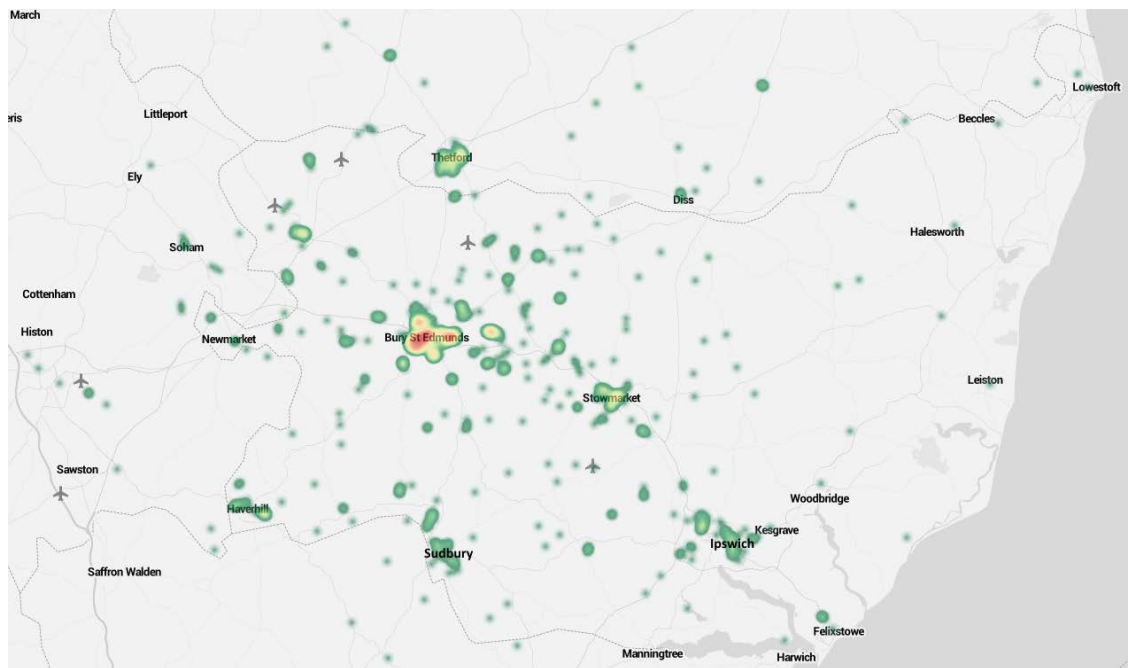 March
Lowestoft
Littleport
eris
Beccles
Thetford
Ely
Diss
Halesworth
Soham
Cottenham
Histon
Newmarket
Bury St Edmunds
Leiston
Stowmarket
Sawston
Woodbridge
Haverhill
Kesgrave
Ipswich
Sudbury
Saffron Walden
Felixstowe
Manningtree
Harwich